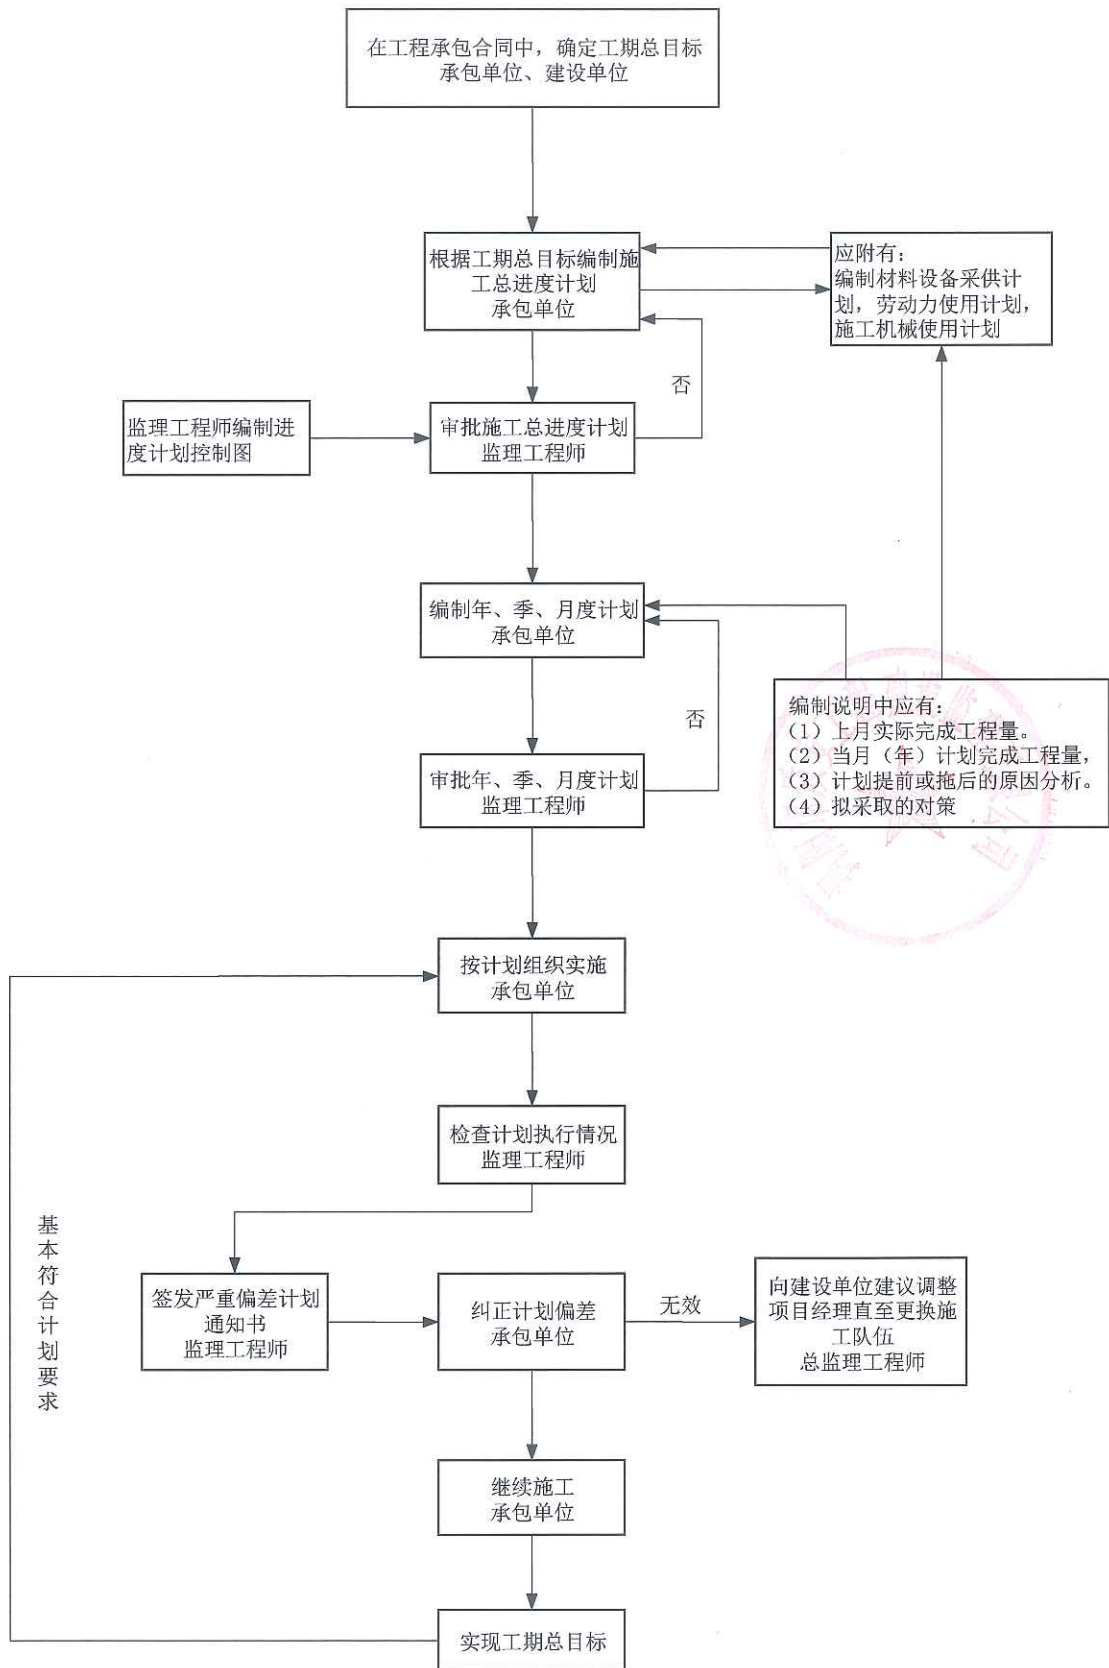 在工程承包合同中，确定工期总目标
承包单位、建设单位
根据工期总目标编制施
工总进度计划
承包单位
应附有：
编制材料设备采供计
划，劳动力使用计划，
施工机械使用计划
否
监理工程师编制进
度计划控制图
审批施工总进度计划
监理工程师
编制年、季、月度计划
承包单位
否
编制说明中应有：
（1）上月实际完成工程量。
（2）当月（年）计划完成工程量，
（3）计划提前或拖后的原因分析。
（4）拟采取的对策
审批年、季、月度计划
监理工程师
按计划组织实施
承包单位
检查计划执行情况
监理工程师
基本符合计划要求
签发严重偏差计划
通知书
监理工程师
纠正计划偏差
承包单位
无效
向建设单位建议调整
项目经理直至更换施
工队伍
总监理工程师
继续施工
承包单位
实现工期总目标